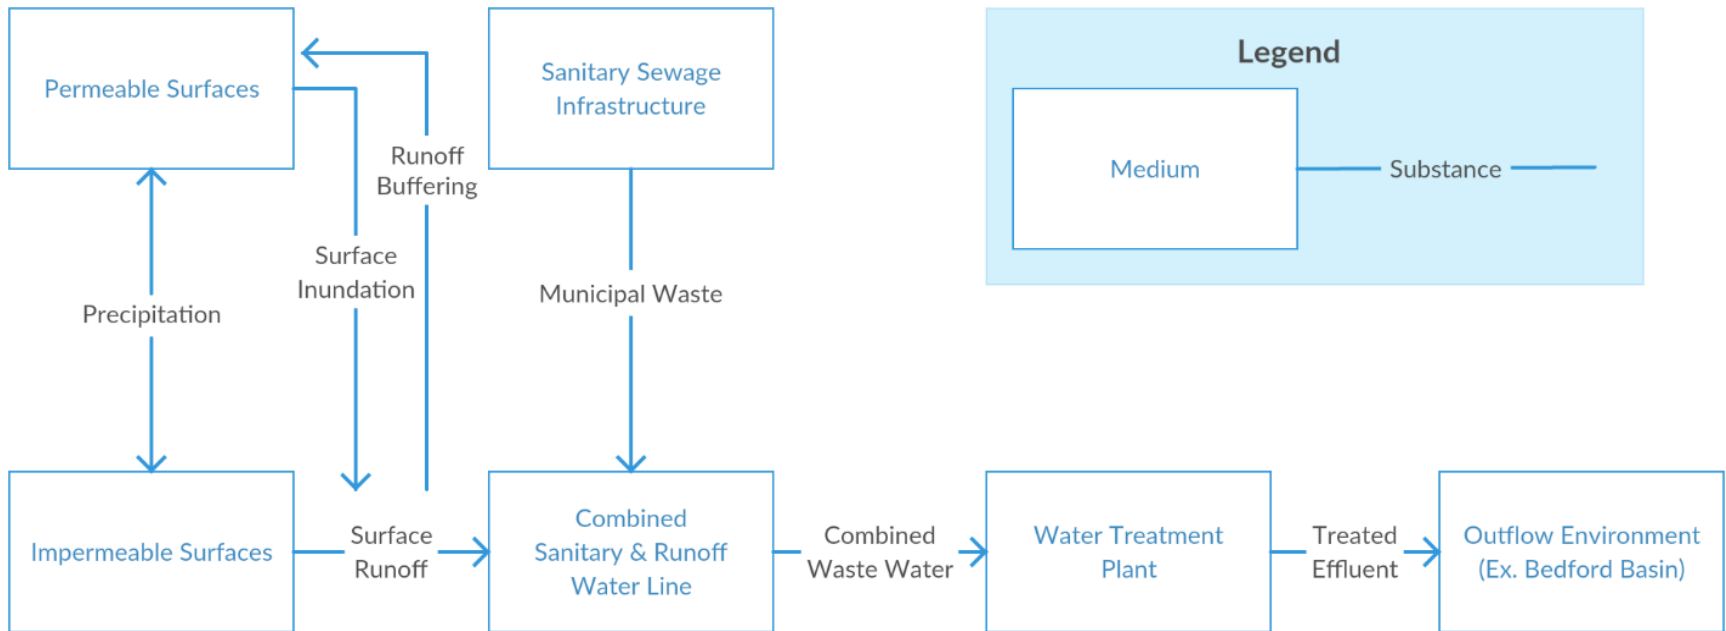 Permeable Surfaces
Sanitary Sewage
Infrastructure
Legend
Medium
Substance
Runoff
Buffering
Surface
Inundation
Precipitation
Municipal Waste
Impermeable Surfaces
Surface
Runoff
Combined
Sanitary & Runoff
Water Line
Combined
Waste Water
Water Treatment
Plant
Treated
Effluent
Outflow Environment
(Ex. Bedford Basin)